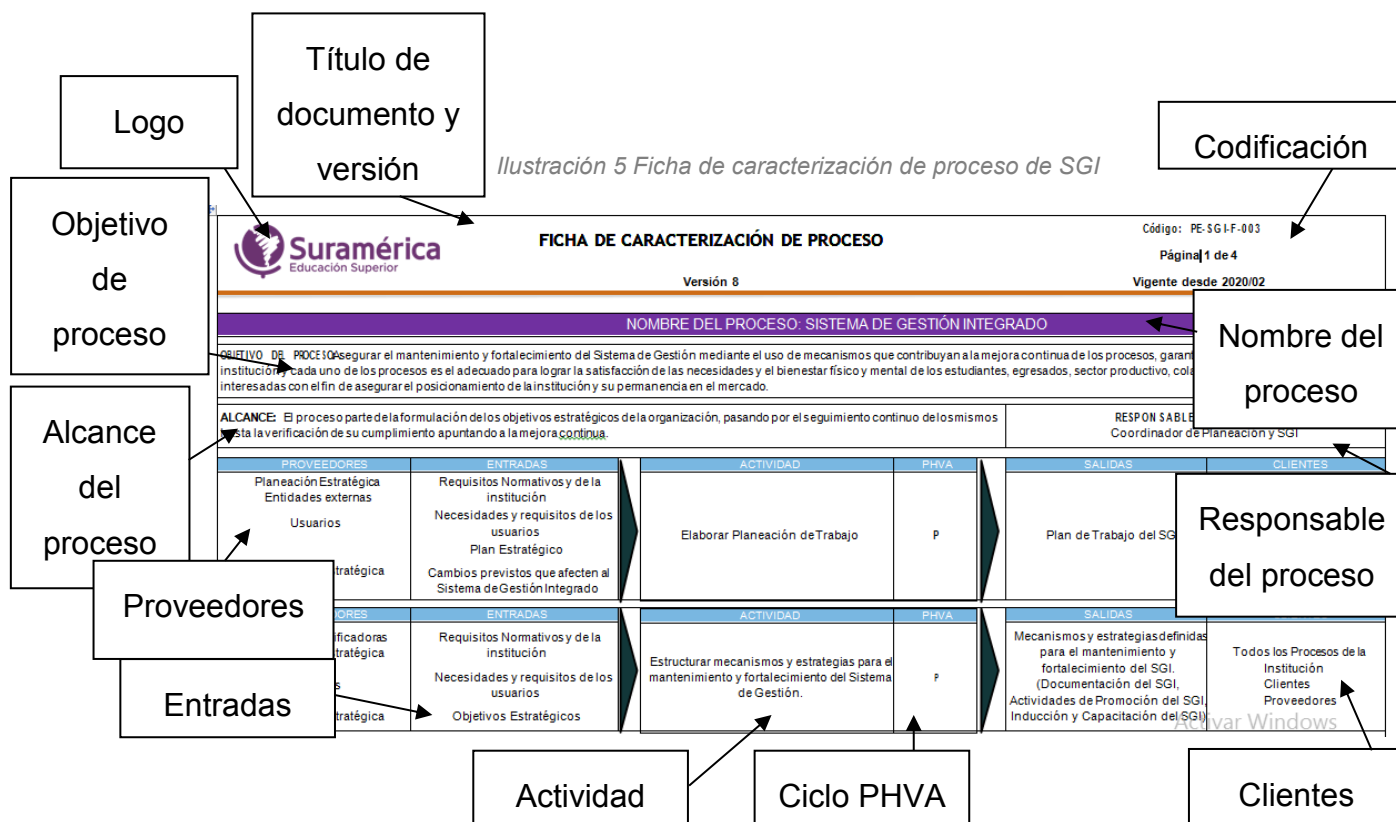 Título de
documento y
versión
Logo
Codificación
Ilustración 5 Ficha de caracterización de proceso de SGI
Objetivo
de
proceso
Suramérica
Educación Superior
FICHA DE CARACTERIZACIÓN DE PROCESO
Versión 8
Código: PE-SGI-F-003
Página 1 de 4
Vigente desde 2020/02
NOMBRE DEL PROCESO: SISTEMA DE GESTIÓN INTEGRADO
Nombre del
proceso
OBJETIVO DEL PROCESO: Asegurar el mantenimiento y fortalecimiento del Sistema de Gestión mediante el uso de mecanismos que contribuyan a la mejora continua de los procesos,
institución y cada uno de los procesos es el adecuado para lograr la satisfacción de las necesidades y el bienestar físico y mental de los estudiantes, egresados, sector productivo,
interesadas con el fin de asegurar el posicionamiento de la institución y su permanencia en el mercado.
Alcance
del
proceso
ALCANCE: El proceso parte de la formulación de los objetivos estratégicos de la organización, pasando por el seguimiento continuo de los mismos
hasta la verificación de su cumplimiento apuntando a la mejora continua.
RESPONSABLE
Coordinador de Planeación y SGI
Responsable
del proceso
PROVEEDORES ENTRADAS ACTIVIDAD PHVA SALIDAS CLIENTES
Planeación Estratégica
Entidades externas
Usuarios
Requisitos Normativos y de la
institución
Necesidades y requisitos de los
usuarios
Plan Estratégico
Cambios previstos que afecten al
Sistema de Gestión Integrado
Elaborar Planeación de Trabajo
P
Plan de Trabajo del
Proveedores
ENTRADAS ACTIVIDAD PHVA SALIDAS
Entradas
Requisitos Normativos y de la
institución
Necesidades y requisitos de los
usuarios
Objetivos Estratégicos
Estructurar mecanismos y estrategias para el
mantenimiento y fortalecimiento del Sistema
de Gestión.
P
Mecanismos y estrategias definidas
para el mantenimiento y
fortalecimiento del SGI.
(Documentación del SGI,
Actividades de Promoción del SGI,
Inducción y Capacitación del SGI)
Todos los Procesos de la
Institución
Clientes
Proveedores
Activar Windows
Actividad
Ciclo PHVA
Clientes